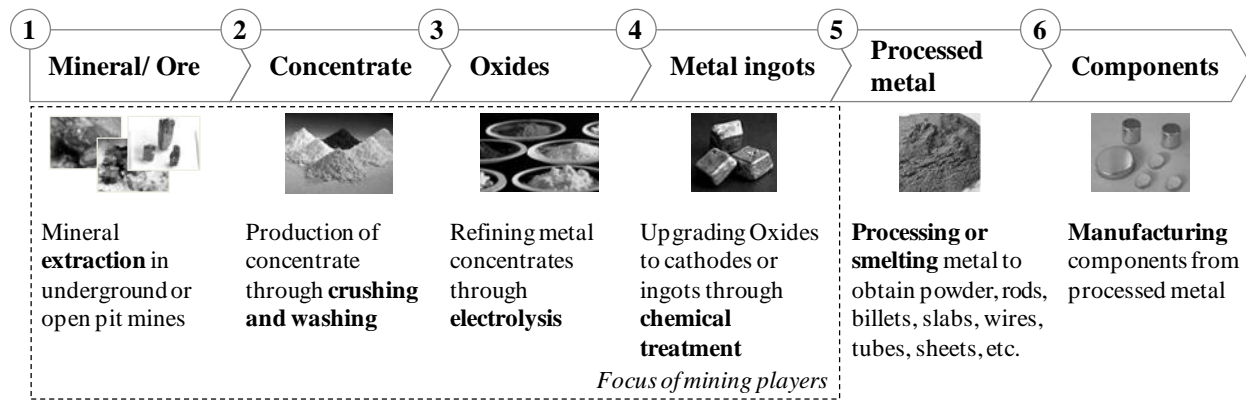 1
Mineral/ Ore
2
Concentrate
3
Oxides
4
Metal ingots
5
Processed
metal
6
Components
Mineral
extraction in
underground or
open pit mines
Production of
concentrate
through crushing
and washing
Refining metal
concentrates
through
electrolysis
Upgrading Oxides
to cathodes or
ingots through
chemical
treatment
Focus of mining players
Processing or
smelting metal to
obtain powder, rods,
billets, slabs, wires,
tubes, sheets, etc.
Manufacturing
components from
processed metal